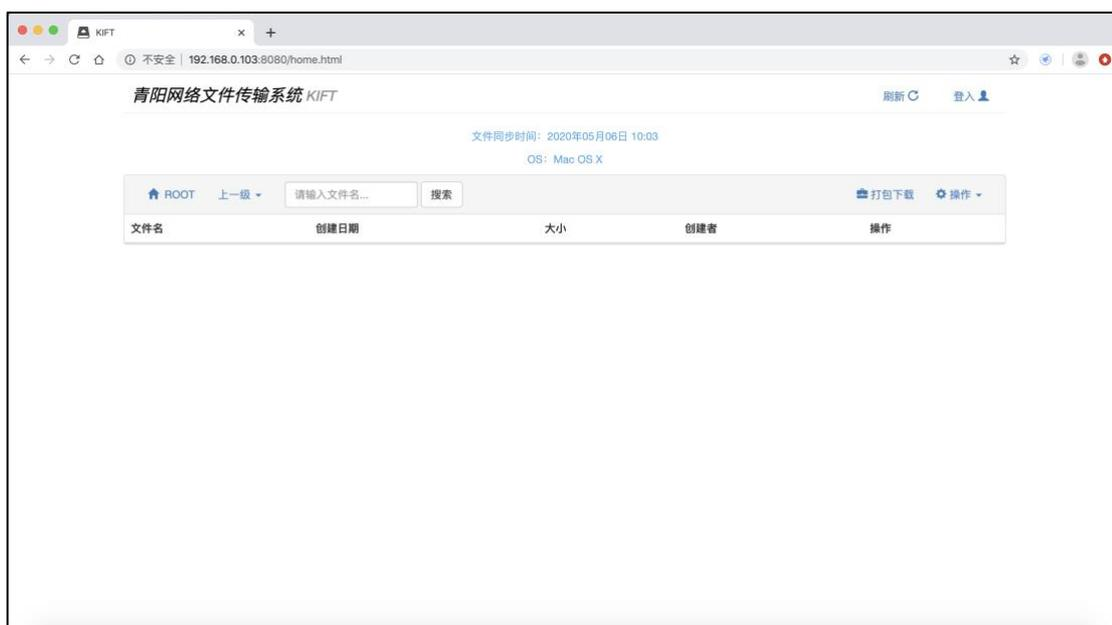 KIFT
不安全 | 192.168.0.103:8080/home.html
青阳网络文件传输系统 KIFT 刷新 登入
文件同步时间：2020年05月06日 10:03
OS：Mac OS X
ROOT 上一级 请输入文件名... 搜索 打包下载 操作
文件名 创建日期 大小 创建者 操作